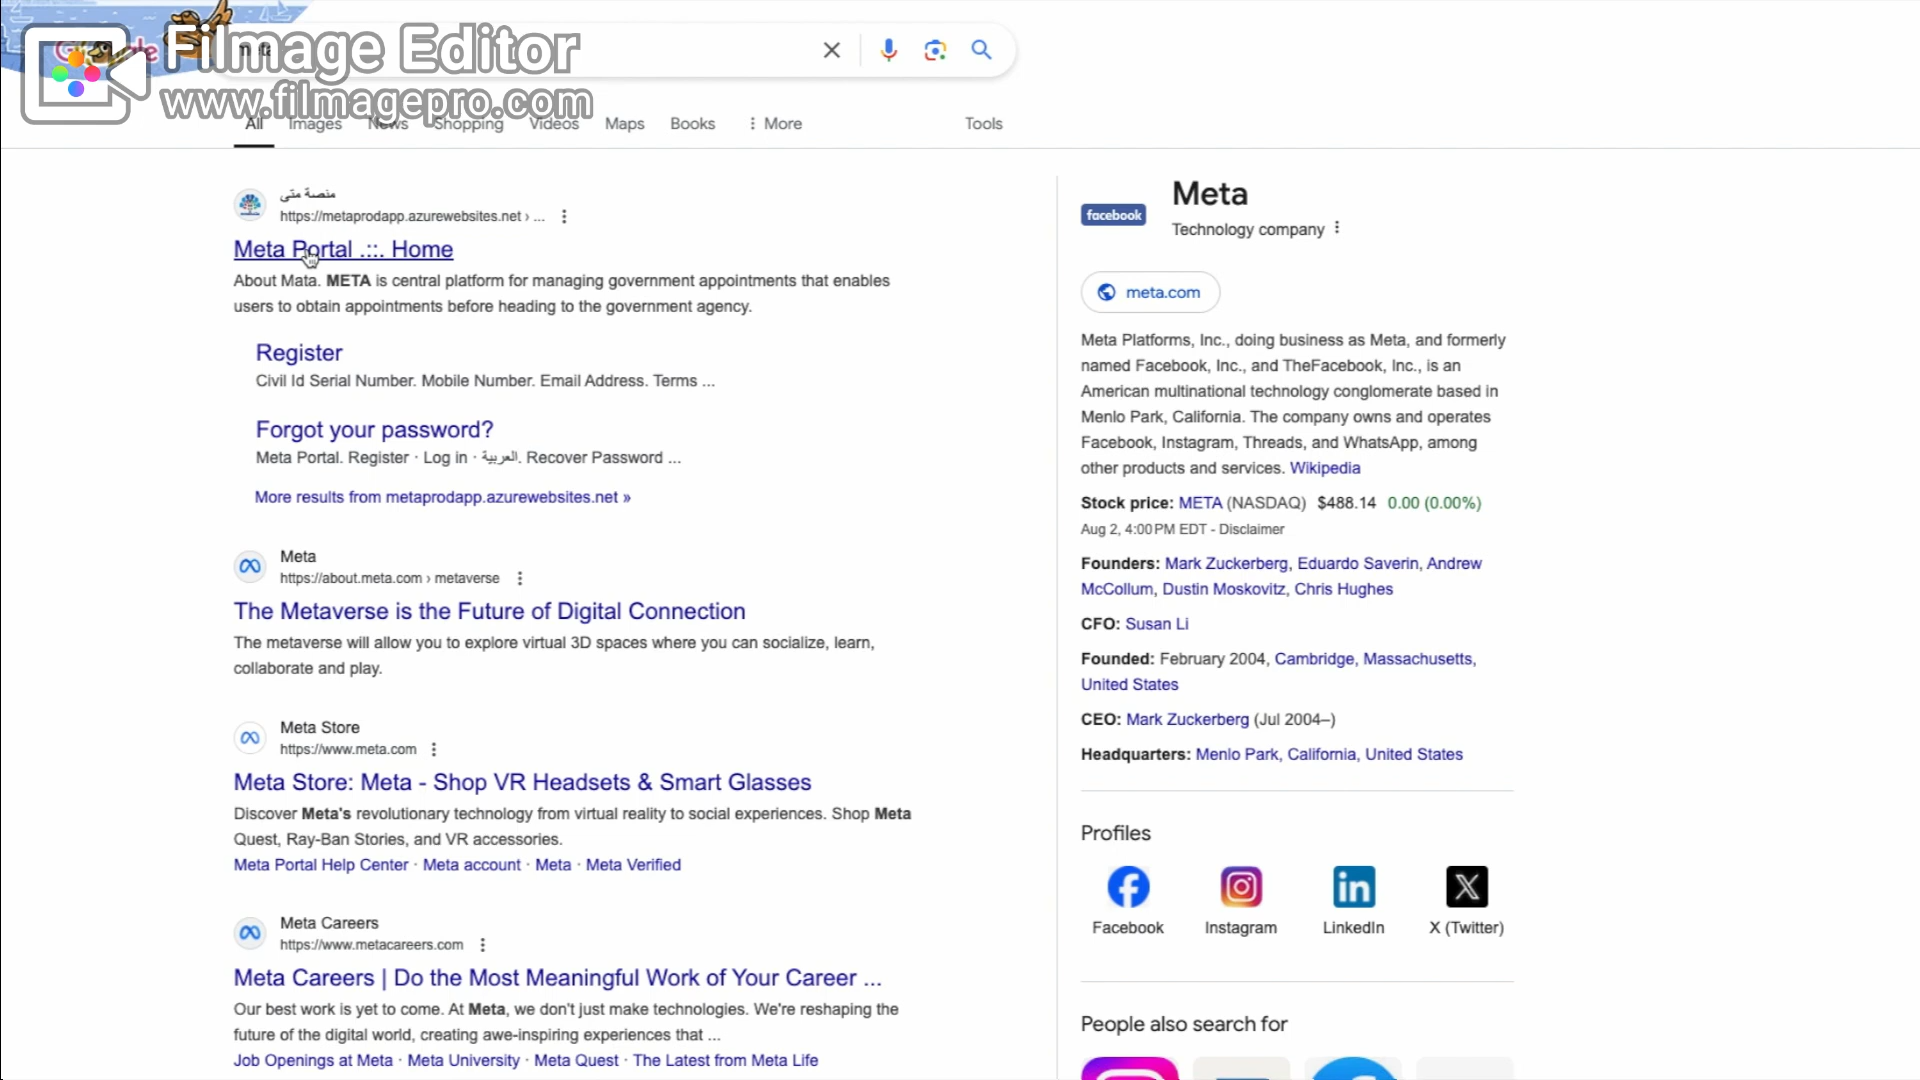 Filmage Editor
www.filmagepro.com
All Images News Shopping Videos Maps Books More Tools
منصة متى
https://metaprodapp.azurewebsites.net › ...
Meta Portal .::. Home
About Mata. META is central platform for managing government appointments that enables
users to obtain appointments before heading to the government agency.
Register
Civil Id Serial Number. Mobile Number. Email Address. Terms ...
Forgot your password?
Meta Portal. Register · Log in · العربية. Recover Password ...
More results from metaprodapp.azurewebsites.net »
Meta
https://about.meta.com › metaverse
The Metaverse is the Future of Digital Connection
The metaverse will allow you to explore virtual 3D spaces where you can socialize, learn,
collaborate and play.
Meta Store
https://www.meta.com
Meta Store: Meta - Shop VR Headsets & Smart Glasses
Discover Meta's revolutionary technology from virtual reality to social experiences. Shop Meta
Quest, Ray-Ban Stories, and VR accessories.
Meta Portal Help Center · Meta account · Meta · Meta Verified
Meta Careers
https://www.metacareers.com
Meta Careers | Do the Most Meaningful Work of Your Career ...
Our best work is yet to come. At Meta, we don't just make technologies. We're reshaping the
future of the digital world, creating awe-inspiring experiences that ...
Job Openings at Meta · Meta University · Meta Quest · The Latest from Meta Life
facebook
Meta
Technology company
meta.com
Meta Platforms, Inc., doing business as Meta, and formerly
named Facebook, Inc., and TheFacebook, Inc., is an
American multinational technology conglomerate based in
Menlo Park, California. The company owns and operates
Facebook, Instagram, Threads, and WhatsApp, among
other products and services. Wikipedia
Stock price: META (NASDAQ) $488.14 0.00 (0.00%)
Aug 2, 4:00 PM EDT - Disclaimer
Founders: Mark Zuckerberg, Eduardo Saverin, Andrew
McCollum, Dustin Moskovitz, Chris Hughes
CFO: Susan Li
Founded: February 2004, Cambridge, Massachusetts,
United States
CEO: Mark Zuckerberg (Jul 2004–)
Headquarters: Menlo Park, California, United States
Profiles
Facebook Instagram LinkedIn X (Twitter)
People also search for